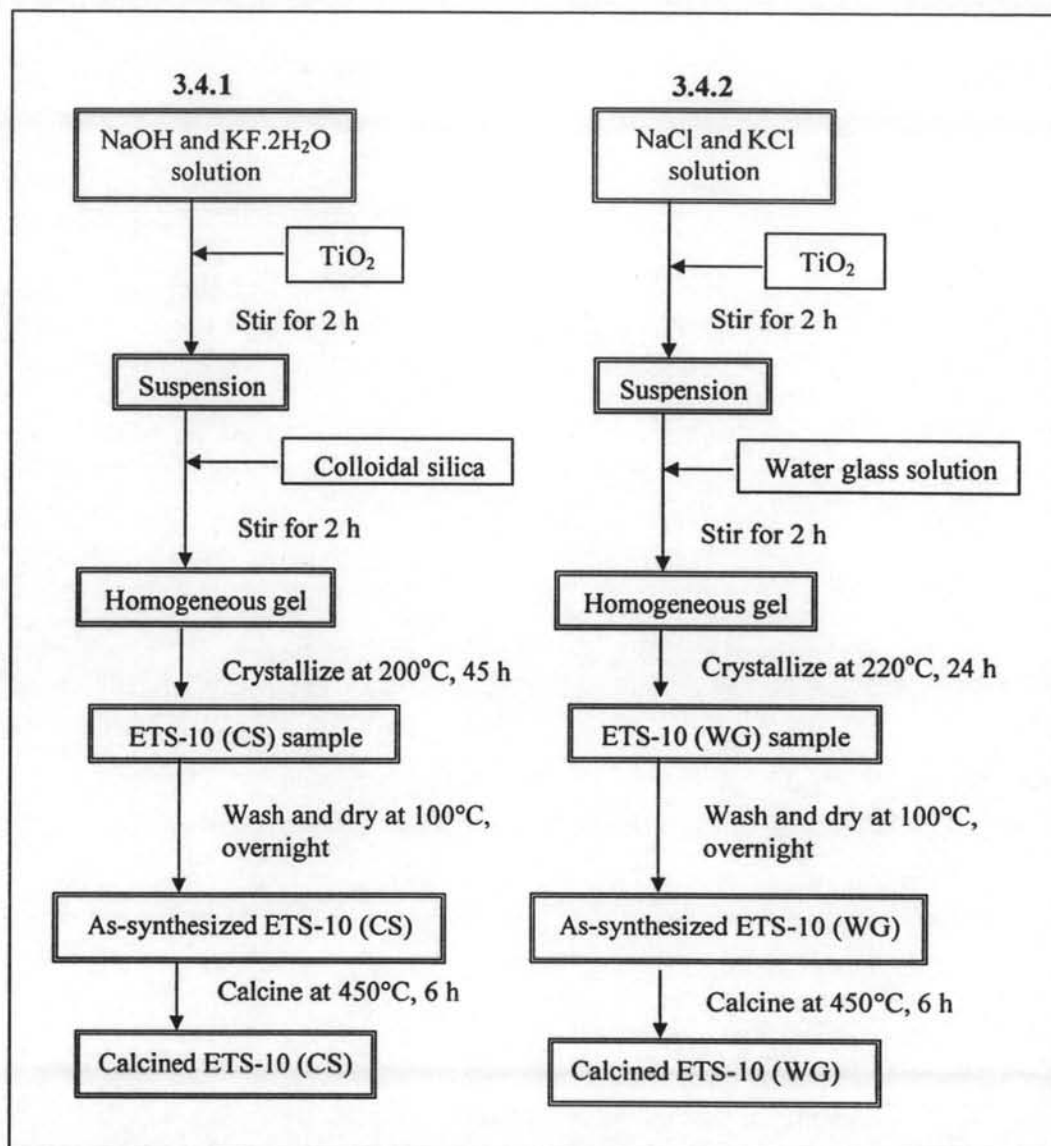 3.4.1
NaOH and KF.2H₂O
solution
TiO₂
Stir for 2 h
Suspension
Colloidal silica
Stir for 2 h
Homogeneous gel
Crystallize at 200°C, 45 h
ETS-10 (CS) sample
Wash and dry at 100°C,
overnight
As-synthesized ETS-10 (CS)
Calcine at 450°C, 6 h
Calcined ETS-10 (CS)
3.4.2
NaCl and KCl
solution
TiO₂
Stir for 2 h
Suspension
Water glass solution
Stir for 2 h
Homogeneous gel
Crystallize at 220°C, 24 h
ETS-10 (WG) sample
Wash and dry at 100°C,
overnight
As-synthesized ETS-10 (WG)
Calcine at 450°C, 6 h
Calcined ETS-10 (WG)